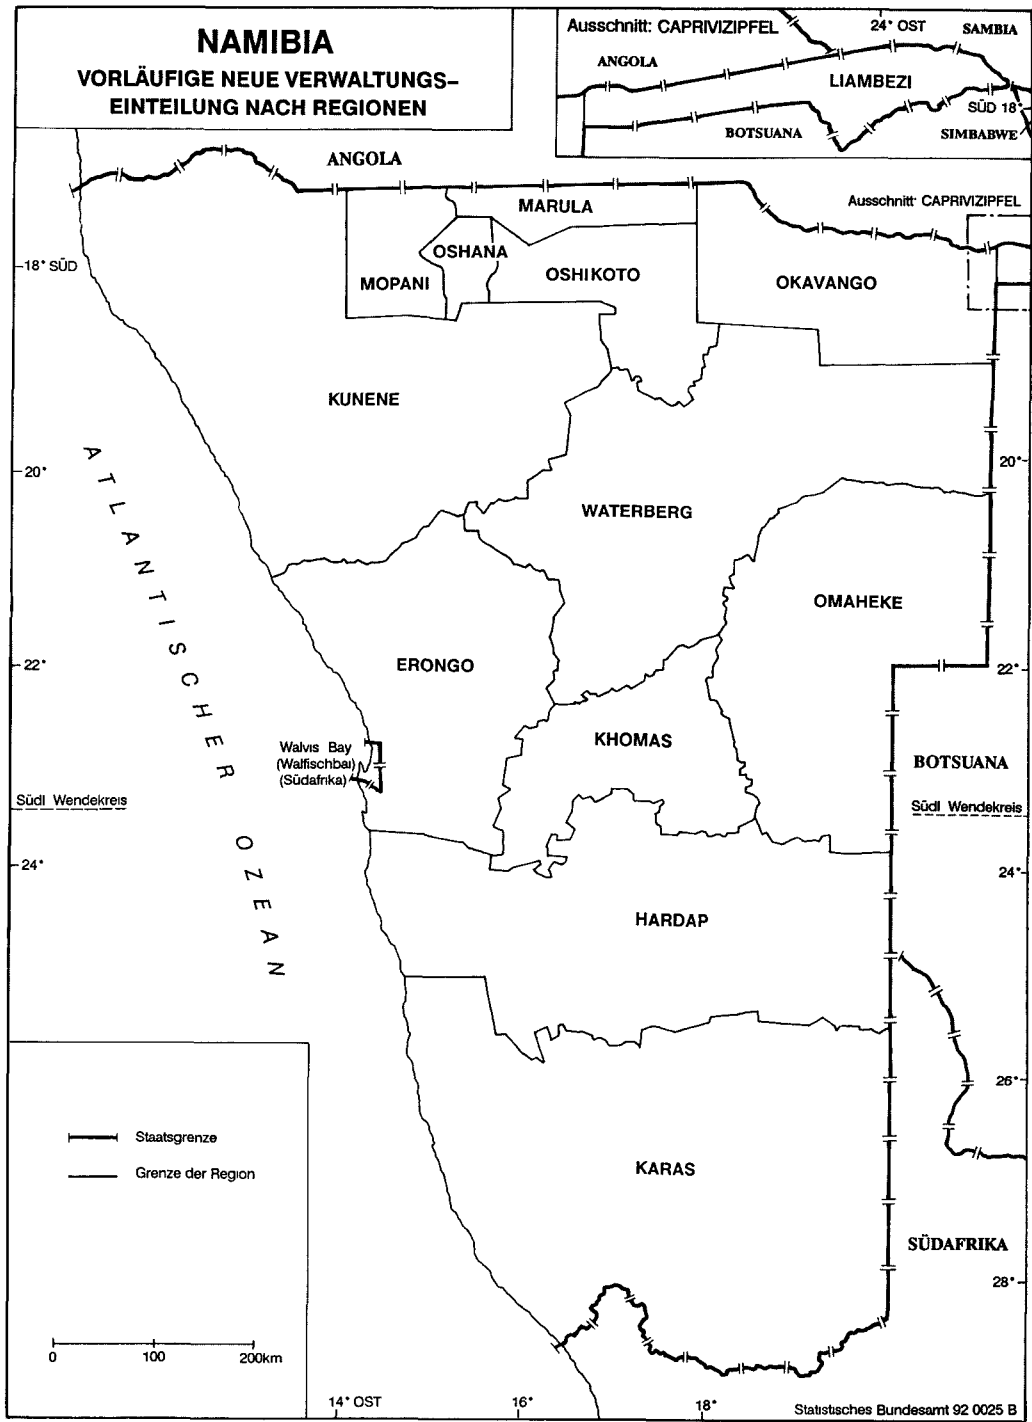 NAMIBIA
VORLÄUFIGE NEUE VERWALTUNGS–
EINTEILUNG NACH REGIONEN
Ausschnitt: CAPRIVIZIPFEL
24° OST
SAMBIA
ANGOLA
LIAMBEZI
SÜD 18°
BOTSUANA
SIMBABWE
ANGOLA
MARULA
Ausschnitt: CAPRIVIZIPFEL
OSHANA
18° SÜD
MOPANI
OSHIKOTO
OKAVANGO
KUNENE
20°
20°
WATERBERG
OMAHEKE
ATLANTISCHER OZEAN
22°
ERONGO
22°
KHOMAS
Walvis Bay
(Walfischbai)
(Südafrika)
BOTSUANA
Südl Wendekreis
Südl Wendekreis
24°
24°
HARDAP
26°
Staatsgrenze
Grenze der Region
KARAS
SÜDAFRIKA
28°
0 100 200km
14° OST
16°
18°
Statistisches Bundesamt 92 0025 B